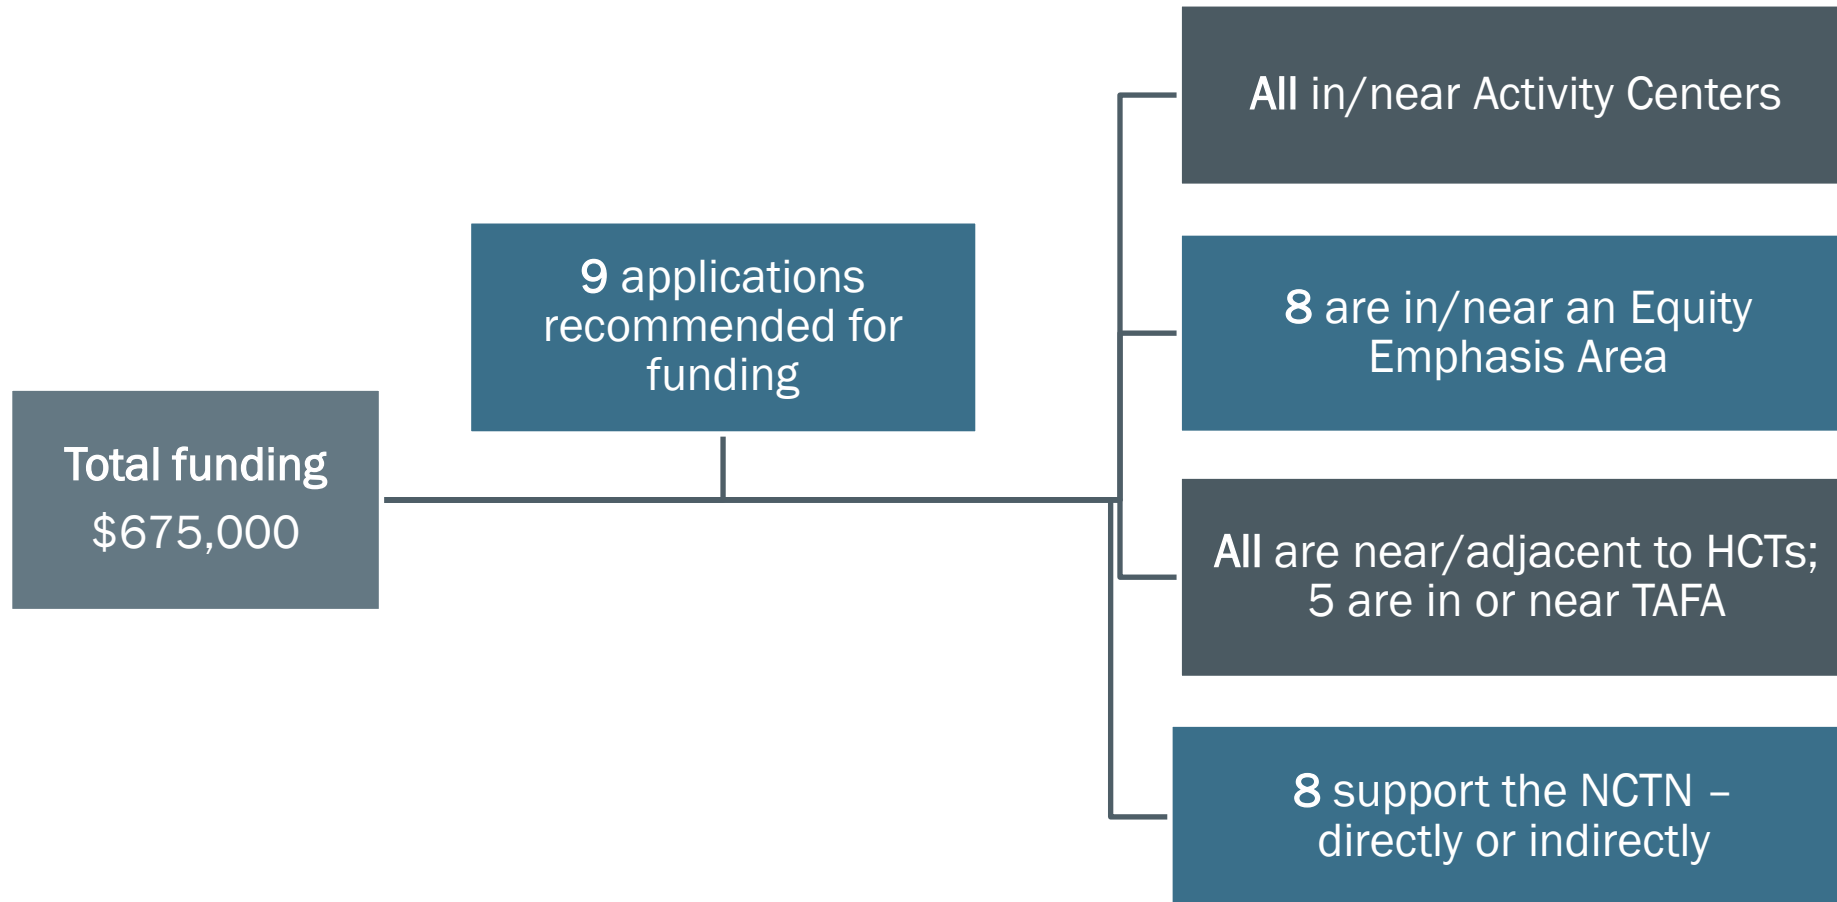 Total funding
$675,000
9 applications
recommended for
funding
All in/near Activity Centers
8 are in/near an Equity
Emphasis Area
All are near/adjacent to HCTs;
5 are in or near TAFA
8 support the NCTN –
directly or indirectly